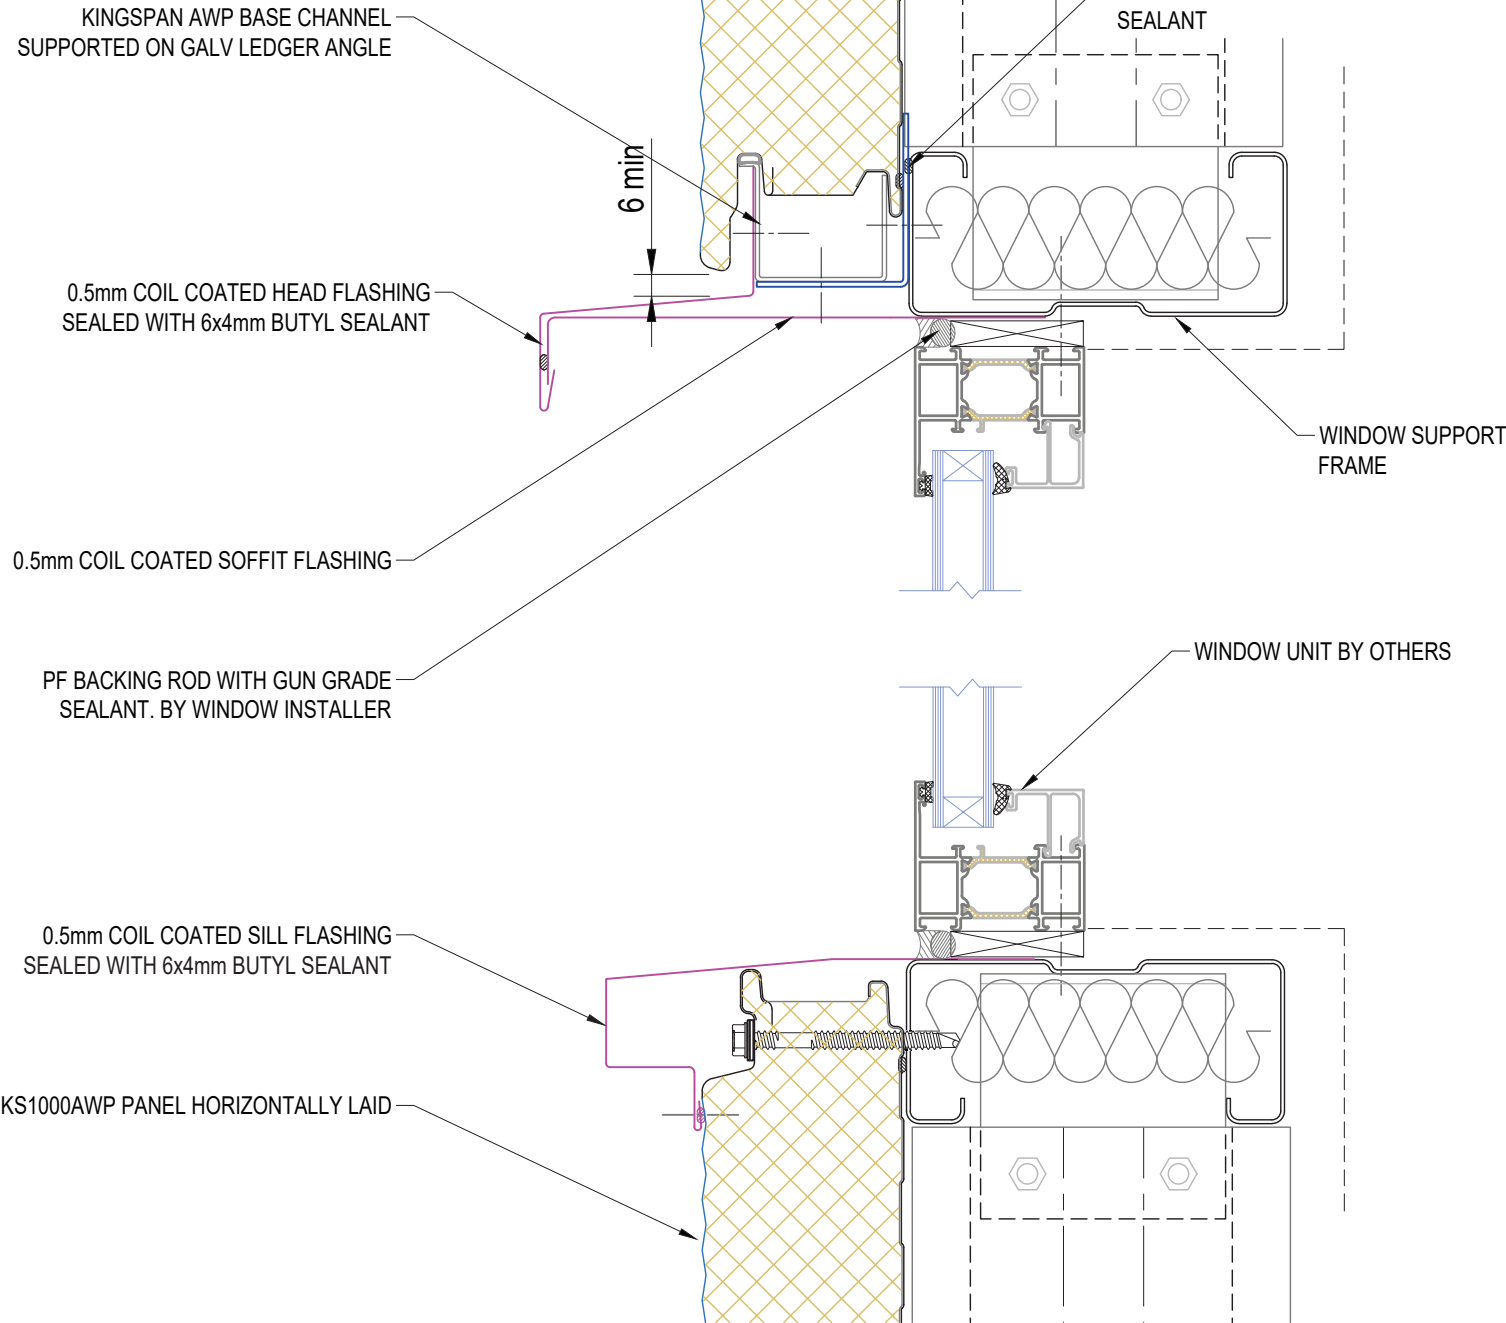 KINGSPAN AWP BASE CHANNEL
SUPPORTED ON GALV LEDGER ANGLE
SEALANT
6 min
0.5mm COIL COATED HEAD FLASHING
SEALED WITH 6x4mm BUTYL SEALANT
WINDOW SUPPORT
FRAME
0.5mm COIL COATED SOFFIT FLASHING
PF BACKING ROD WITH GUN GRADE
SEALANT. BY WINDOW INSTALLER
WINDOW UNIT BY OTHERS
0.5mm COIL COATED SILL FLASHING
SEALED WITH 6x4mm BUTYL SEALANT
KS1000AWP PANEL HORIZONTALLY LAID